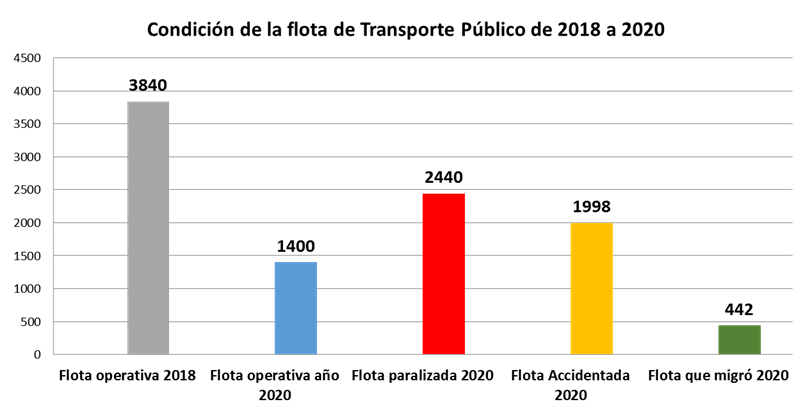 Condición de la flota de Transporte Público de 2018 a 2020
4500
4000
3500
3000
2500
2000
1500
1000
500
0
3840
1400
2440
1998
442
Flota operativa 2018
Flota operativa año
2020
Flota paralizada 2020
Flota Accidentada
2020
Flota que migró 2020